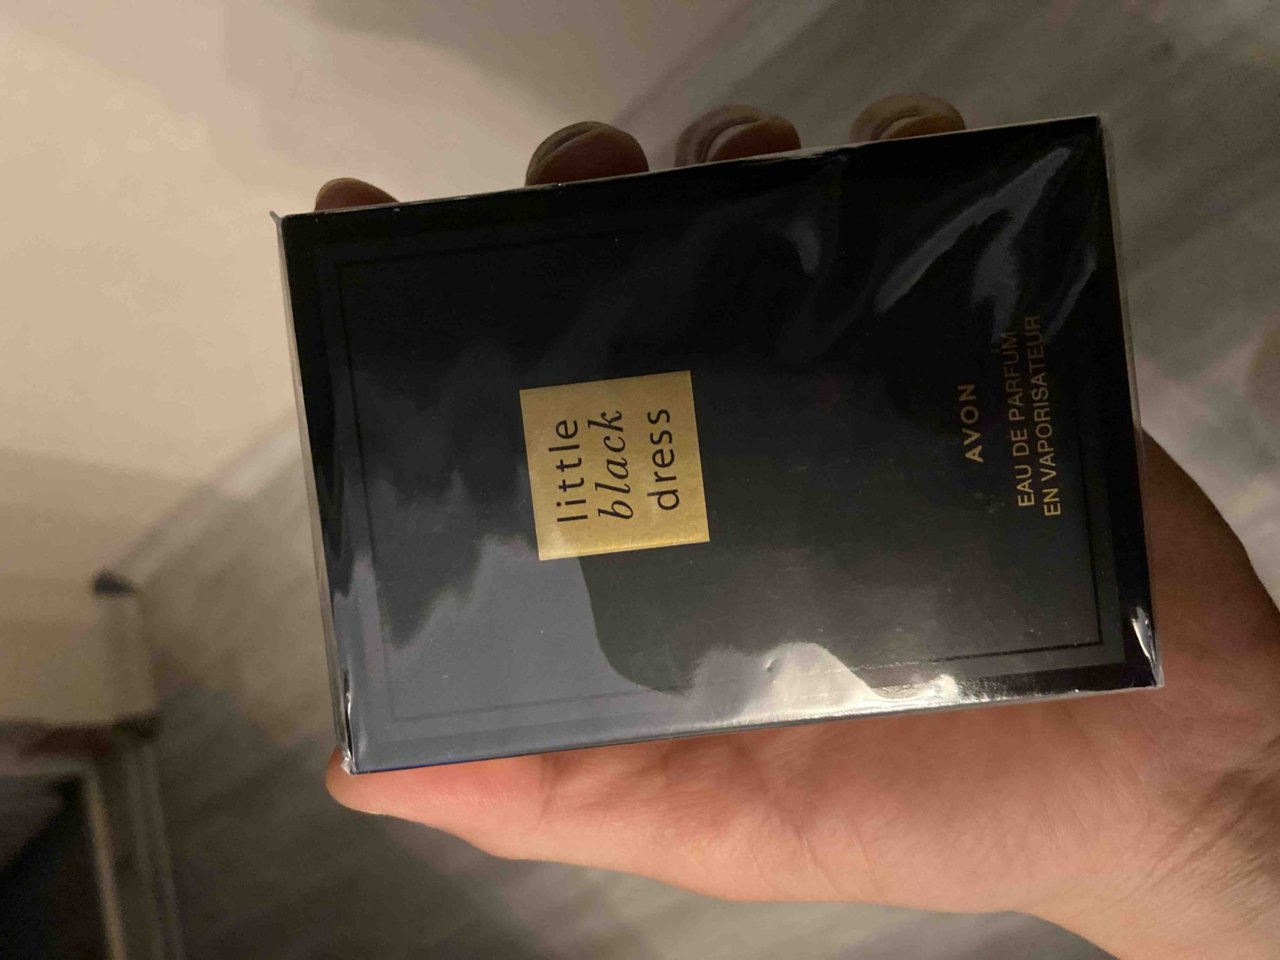 little
black
dress
AVON
EAU DE PARFUM
EN VAPORISATEUR